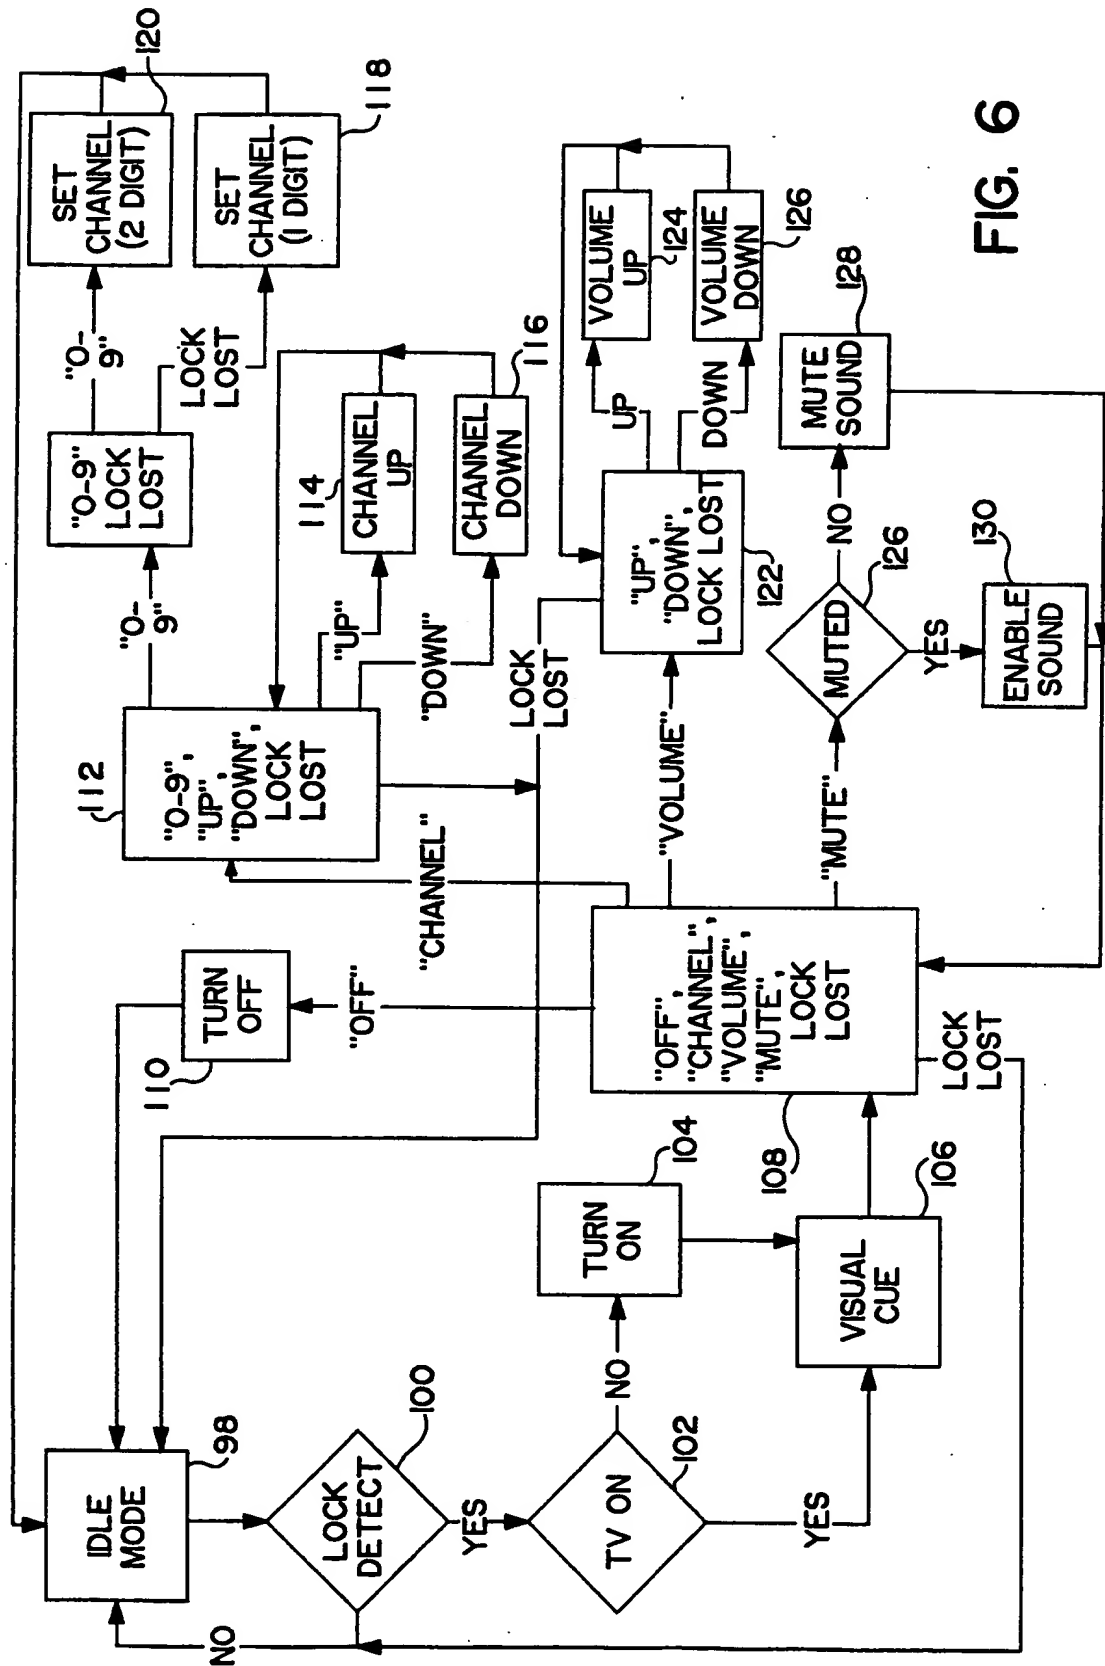 120
SET
CHANNEL
(2 DIGIT)
118
SET
CHANNEL
(1 DIGIT)
"0-
9"
LOCK
LOST
"0-9"
LOCK
LOST
"0-
9"
112
"0-9",
"UP",
"DOWN",
LOCK
LOST
"UP"
"DOWN"
114
CHANNEL
UP
116
CHANNEL
DOWN
LOCK
LOST
"CHANNEL"
110
TURN
OFF
"OFF"
98
IDLE
MODE
NO
100
LOCK
DETECT
YES
102
TV ON
NO
YES
104
TURN
ON
106
VISUAL
CUE
108
"OFF",
"CHANNEL",
"VOLUME",
"MUTE",
LOCK
LOST
LOCK
LOST
"VOLUME"
122
"UP",
"DOWN",
LOCK LOST
UP
DOWN
124
VOLUME
UP
126
VOLUME
DOWN
"MUTE"
126
MUTED
NO
YES
128
MUTE
SOUND
130
ENABLE
SOUND
FIG. 6